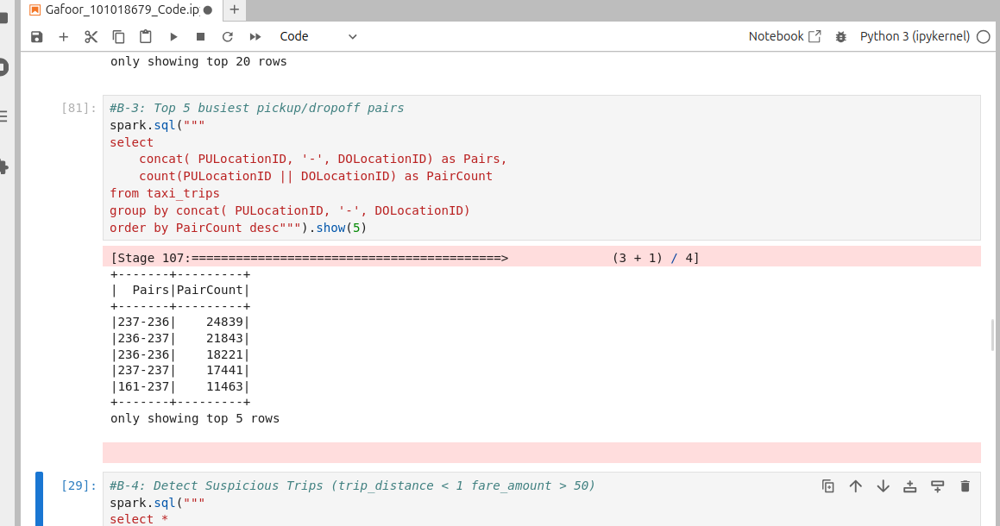 Gafoor_101018679_Code.ip
Code
Notebook
Python 3 (ipykernel)
only showing top 20 rows
[81]:
#B-3: Top 5 busiest pickup/dropoff pairs
spark.sql("""
select
    concat( PULocationID, '-', DOLocationID) as Pairs,
    count(PULocationID || DOLocationID) as PairCount
from taxi_trips
group by concat( PULocationID, '-', DOLocationID)
order by PairCount desc""").show(5)
[Stage 107:==========================================>              (3 + 1) / 4]
+-------+---------+
|  Pairs|PairCount|
+-------+---------+
|237-236|    24839|
|236-237|    21843|
|236-236|    18221|
|237-237|    17441|
|161-237|    11463|
+-------+---------+
only showing top 5 rows
[29]:
#B-4: Detect Suspicious Trips (trip_distance < 1 fare_amount > 50)
spark.sql("""
select *